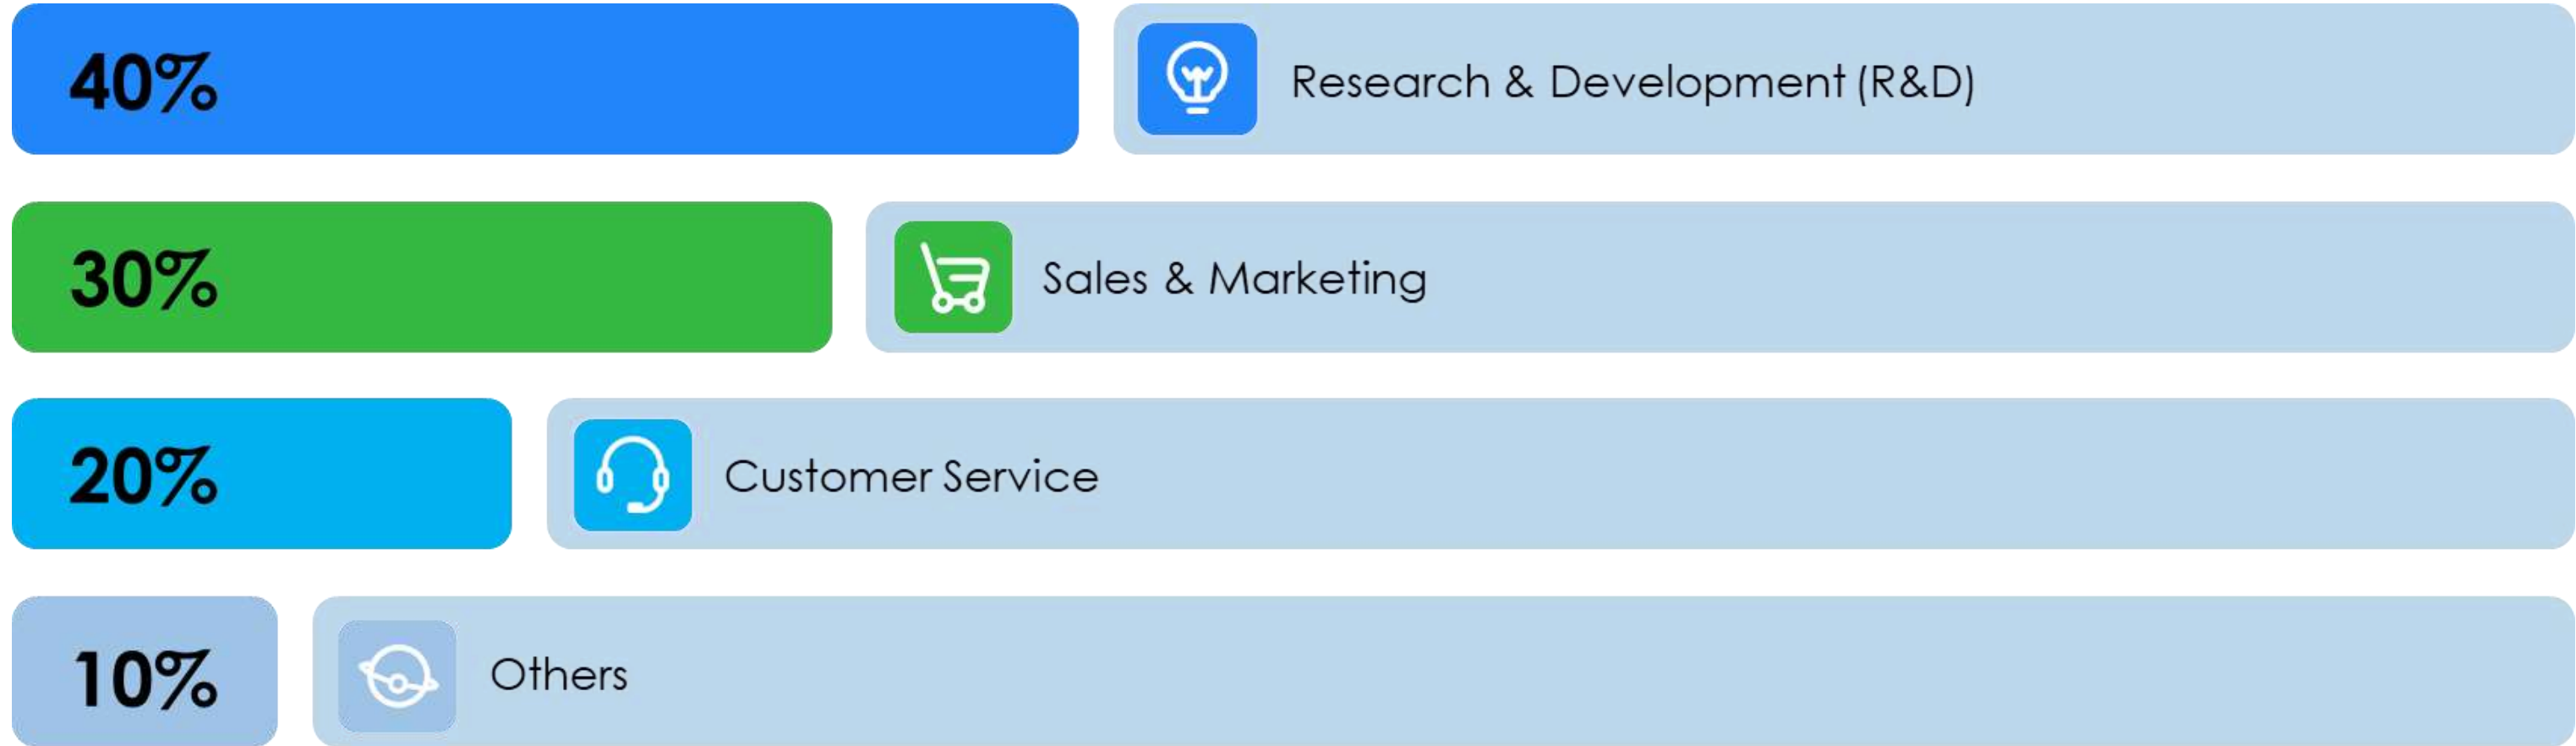 40%
Research & Development (R&D)
30%
Sales & Marketing
20%
Customer Service
10%
Others